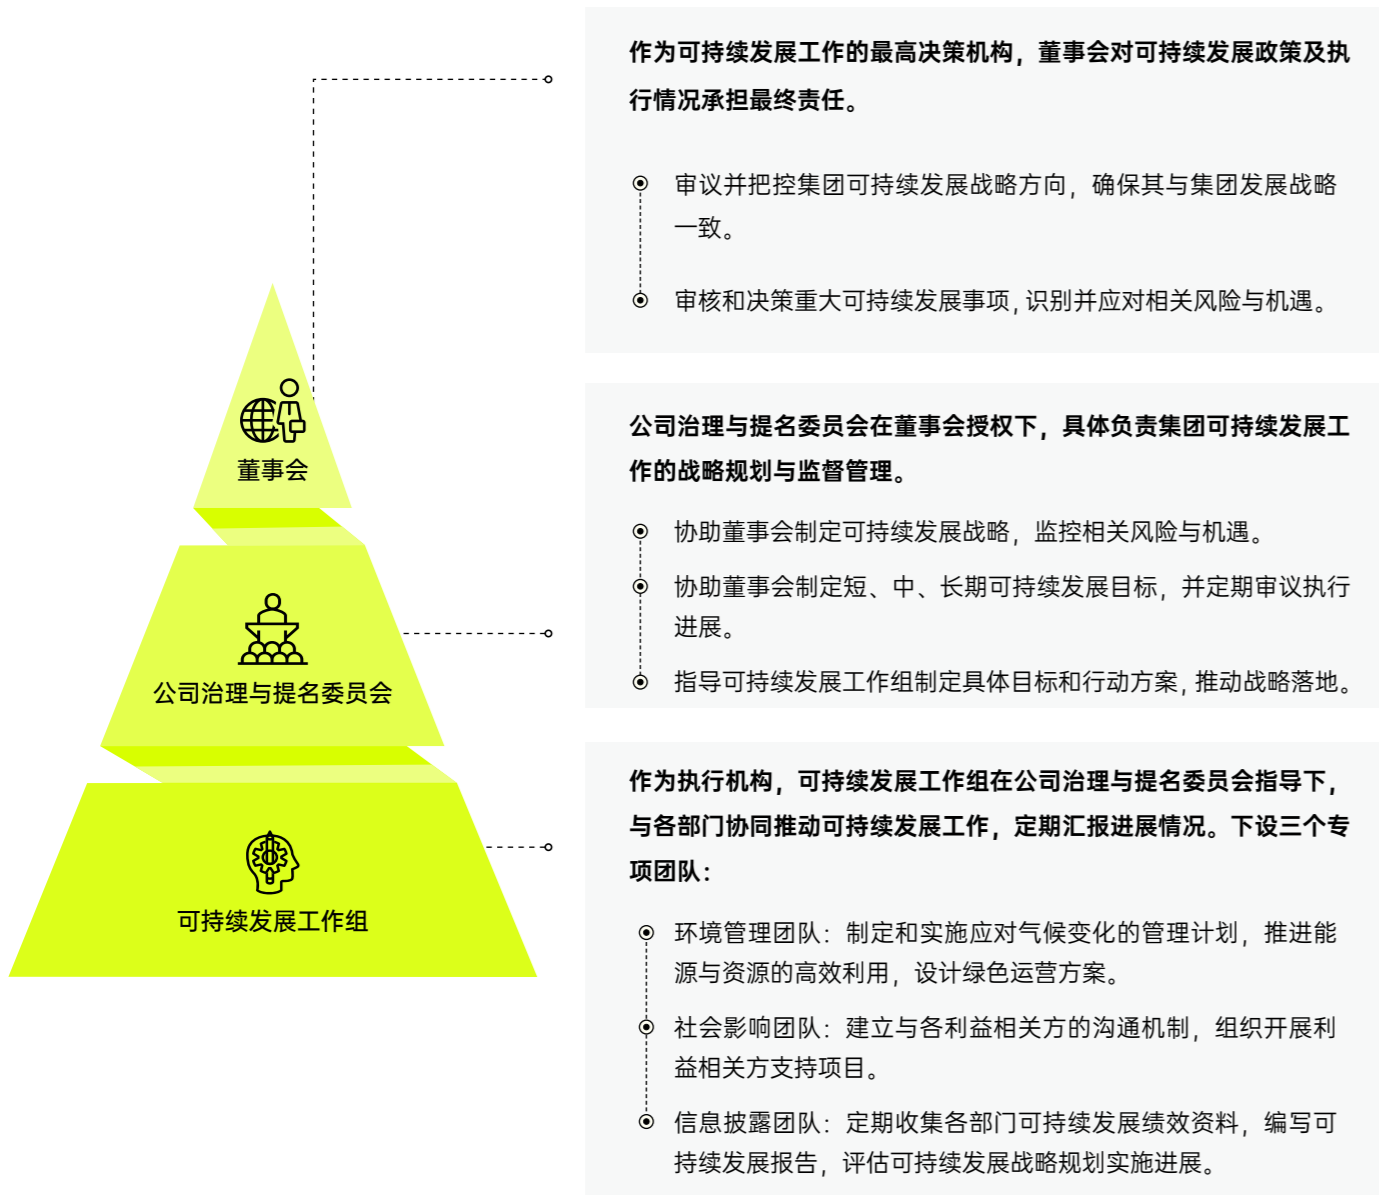 作为可持续发展工作的最高决策机构，董事会对可持续发展政策及执
行情况承担最终责任。
审议并把控集团可持续发展战略方向，确保其与集团发展战略
一致。
审核和决策重大可持续发展事项，识别并应对相关风险与机遇。
董事会
公司治理与提名委员会在董事会授权下，具体负责集团可持续发展工
作的战略规划与监督管理。
协助董事会制定可持续发展战略，监控相关风险与机遇。
协助董事会制定短、中、长期可持续发展目标，并定期审议执行
进展。
指导可持续发展工作组制定具体目标和行动方案，推动战略落地。
公司治理与提名委员会
作为执行机构，可持续发展工作组在公司治理与提名委员会指导下，
与各部门协同推动可持续发展工作，定期汇报进展情况。下设三个专
项团队：
环境管理团队：制定和实施应对气候变化的管理计划，推进能
源与资源的高效利用，设计绿色运营方案。
社会影响团队：建立与各利益相关方的沟通机制，组织开展利
益相关方支持项目。
信息披露团队：定期收集各部门可持续发展绩效资料，编写可
持续发展报告，评估可持续发展战略规划实施进展。
可持续发展工作组